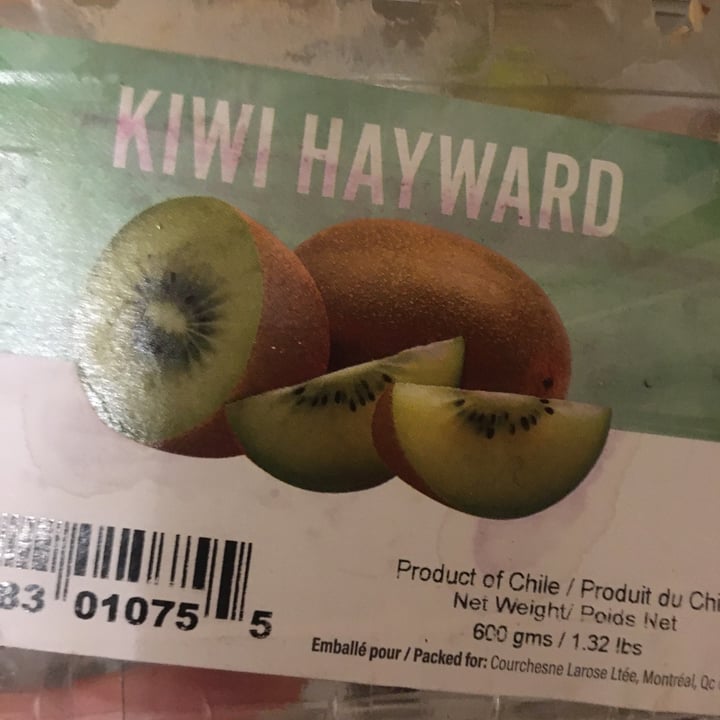 KIWI HAYWARD
83 01075 5
Product of Chile / Produit du Chi
Net Weight/ Poids Net
600 gms / 1.32 lbs
Emballé pour / Packed for: Courchesne Larose Ltée, Montréal, Qc